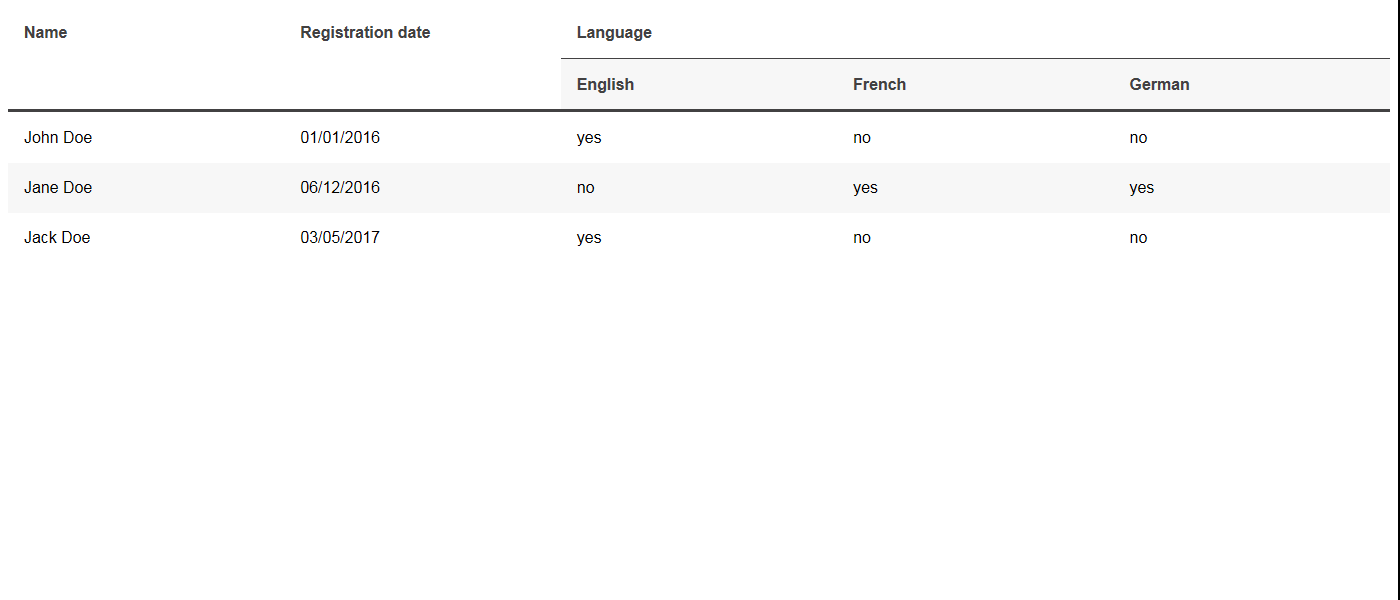 Name Registration date Language
English French German
John Doe 01/01/2016 yes no no
Jane Doe 06/12/2016 no yes yes
Jack Doe 03/05/2017 yes no no